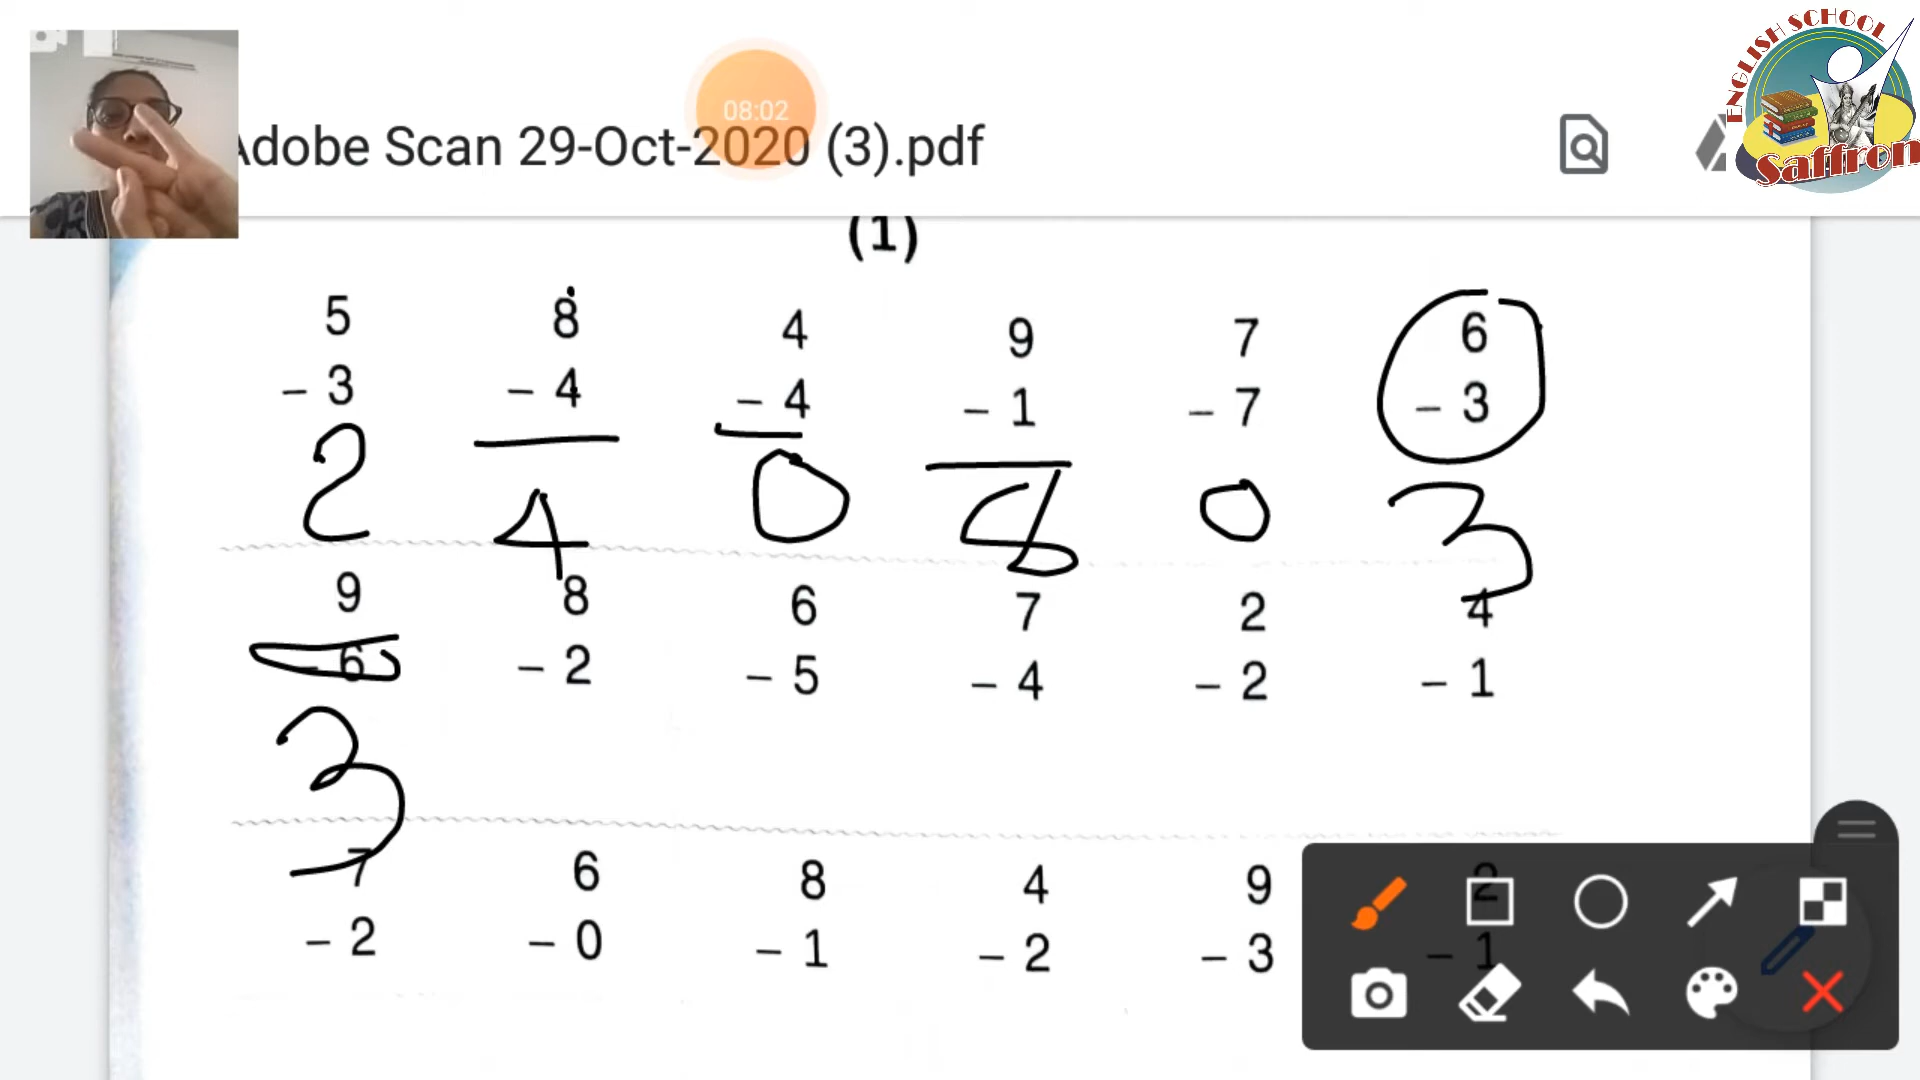 ENGLISH SCHOOL
Saffron
08:02
Adobe Scan 29-Oct-2020 (3).pdf
(1)
5 8 4 9 7 6
- 3 - 4 - 4 - 1 - 7 - 3
2 4 0 8 0 3
9 8 6 7 2 4
- 6 - 2 - 5 - 4 - 2 - 1
3
7 6 8 4 9 2
- 2 - 0 - 1 - 2 - 3 - 1